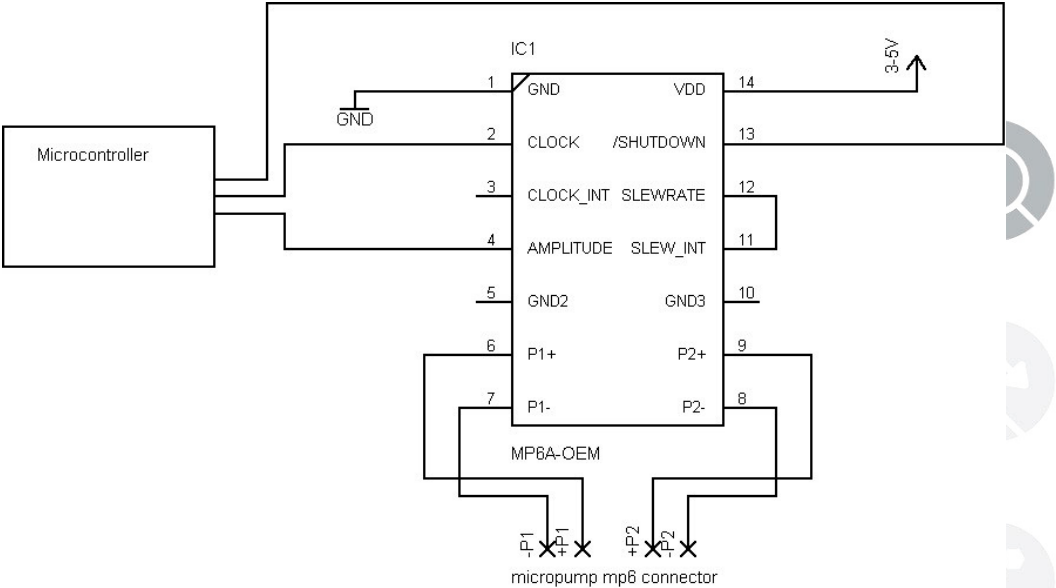 IC1
3-5V
1 GND VDD 14
GND
2 CLOCK /SHUTDOWN 13
Microcontroller
3 CLOCK_INT SLEWRATE 12
4 AMPLITUDE SLEW_INT 11
5 GND2 GND3 10
6 P1+ P2+ 9
7 P1- P2- 8
MP6A-OEM
-P1 +P1 +P2 -P2
micropump mp6 connector